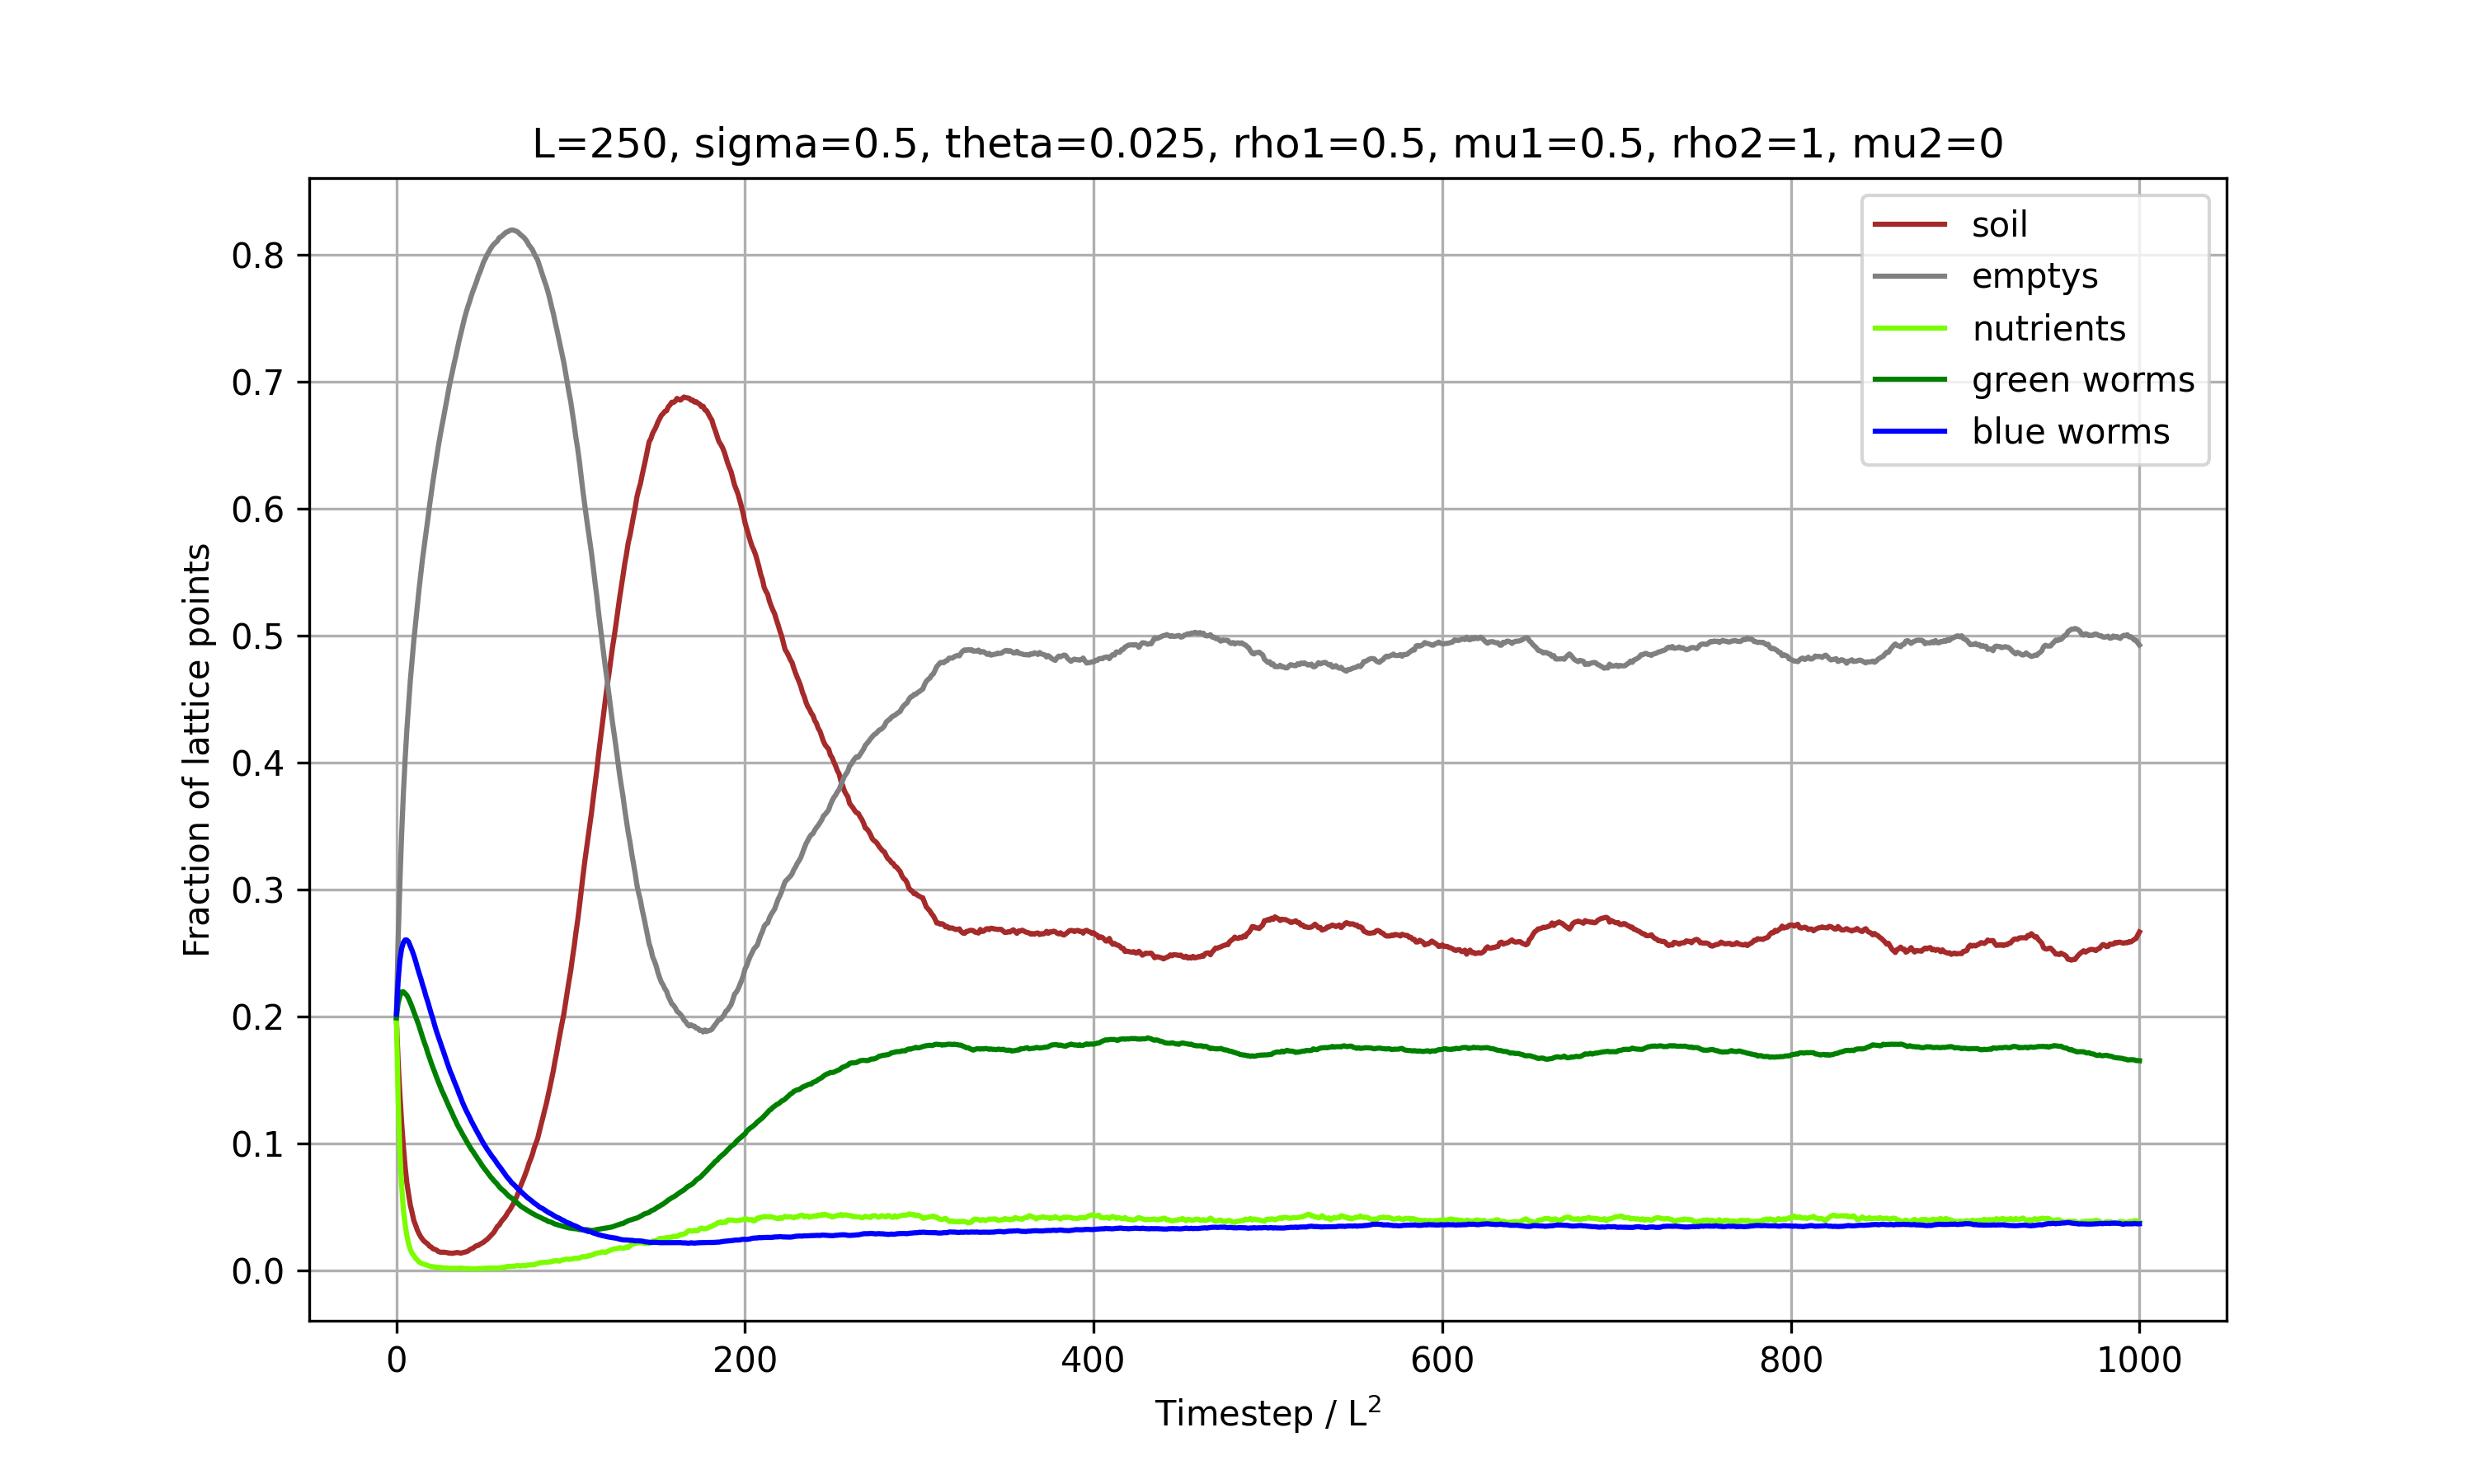 L=250, sigma=0.5, theta=0.025, rho1=0.5, mu1=0.5, rho2=1, mu2=0
soil
emptys
nutrients
green worms
blue worms
Fraction of lattice points
0.8
0.7
0.6
0.5
0.4
0.3
0.2
0.1
0.0
0 200 400 600 800 1000
Timestep / L²